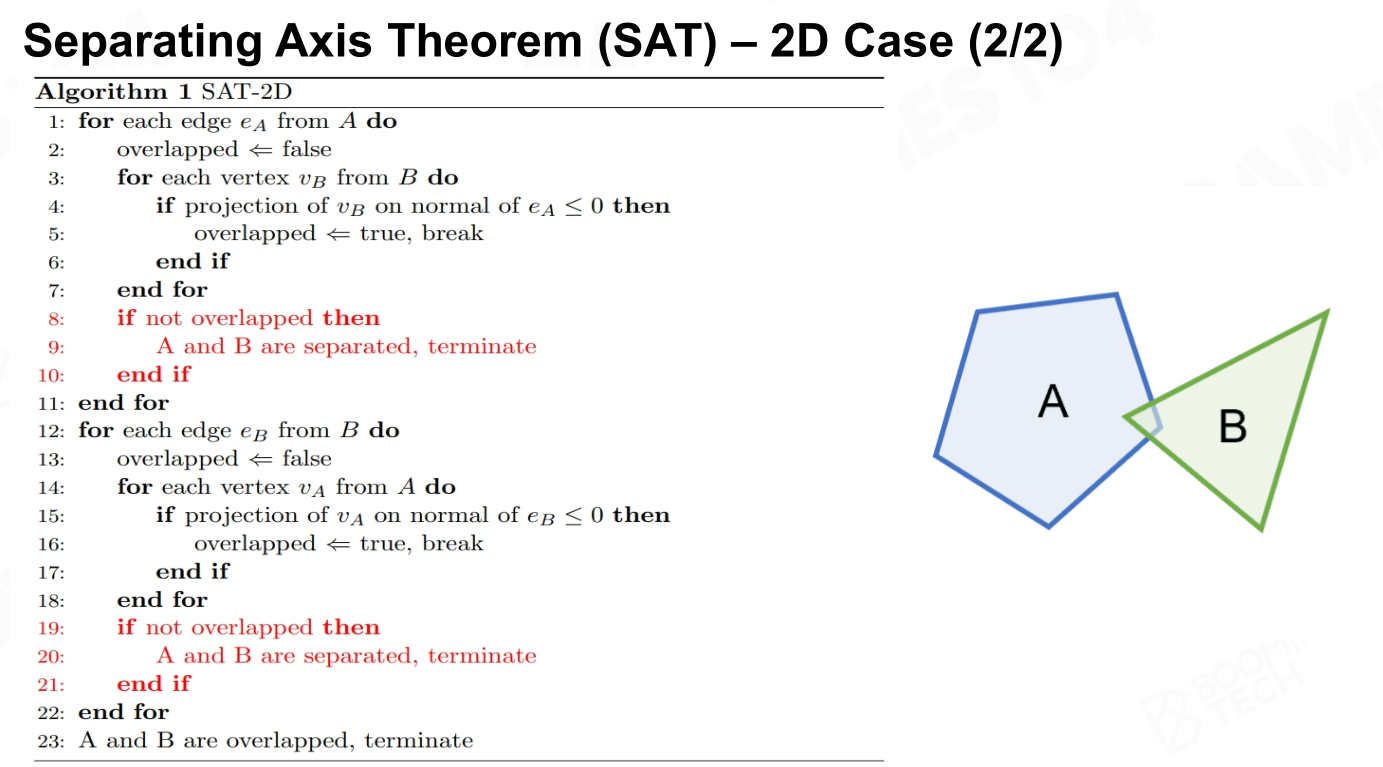 Separating Axis Theorem (SAT) – 2D Case (2/2)
Algorithm 1 SAT-2D
1: for each edge e_A from A do
2: overlapped ⇐ false
3: for each vertex v_B from B do
4: if projection of v_B on normal of e_A ≤ 0 then
5: overlapped ⇐ true, break
6: end if
7: end for
8: if not overlapped then
9: A and B are separated, terminate
10: end if
11: end for
12: for each edge e_B from B do
13: overlapped ⇐ false
14: for each vertex v_A from A do
15: if projection of v_A on normal of e_B ≤ 0 then
16: overlapped ⇐ true, break
17: end if
18: end for
19: if not overlapped then
20: A and B are separated, terminate
21: end if
22: end for
23: A and B are overlapped, terminate
A
B
BOOM
TECH